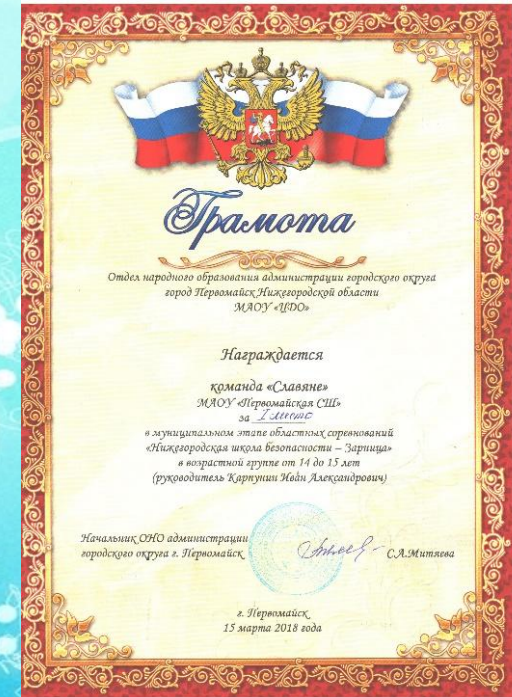 Грамота
Отдел народного образования администрации городского округа
город Первомайск Нижегородской области
МАОУ «ЦДО»
Награждается
команда «Славяне»
МАОУ «Первомайская СШ»
за I место
в муниципальном этапе областных соревнований
«Нижегородская школа безопасности – Зарница»
в возрастной группе от 14 до 15 лет
(руководитель Карпунин Иван Александрович)
Начальник ОНО администрации
городского округа г. Первомайск С.А.Митяева
г. Первомайск
15 марта 2018 года